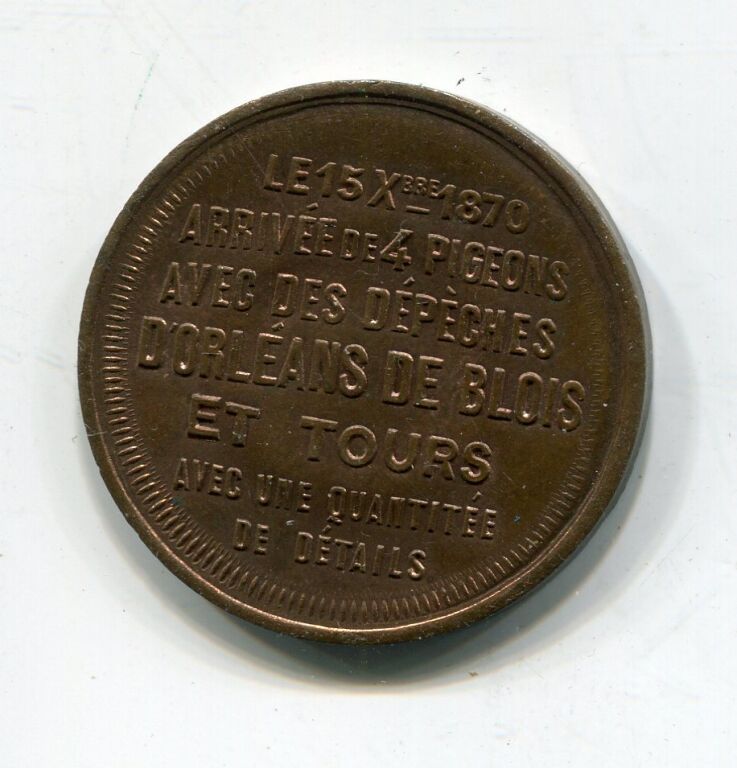 LE 15 XBRE 1870
ARRIVÉE DE 4 PIGEONS
AVEC DES DÉPÈCHES
D'ORLÉANS DE BLOIS
ET TOURS
AVEC UNE QUANTITÉE
DE DÉTAILS